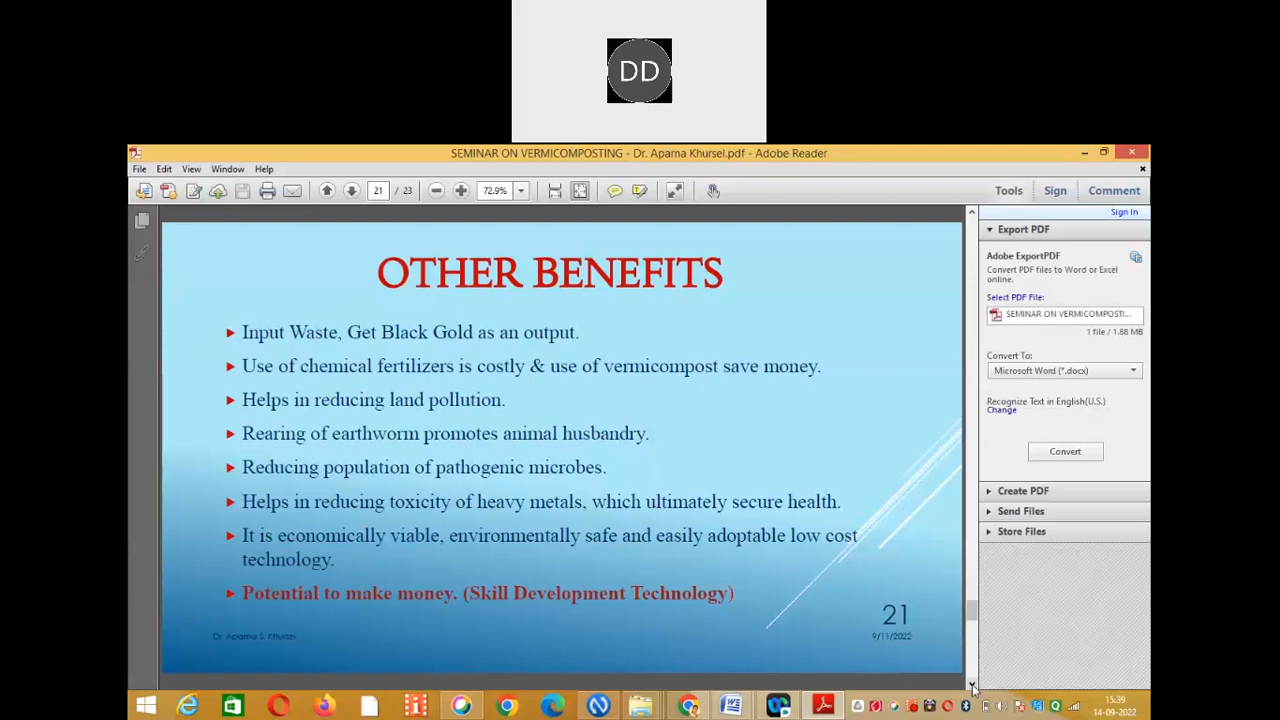 DD
SEMINAR ON VERMICOMPOSTING - Dr. Aparna Khursel.pdf - Adobe Reader
File Edit View Window Help
21 / 23 72.9% Tools Sign Comment
Sign In
Export PDF
Adobe ExportPDF
Convert PDF files to Word or Excel
online.
Select PDF File:
SEMINAR ON VERMICOMPOSTI...
1 file / 1.88 MB
Convert To:
Microsoft Word (*.docx)
Recognize Text in English(U.S.)
Change
Convert
Create PDF
Send Files
Store Files
OTHER BENEFITS
Input Waste, Get Black Gold as an output.
Use of chemical fertilizers is costly & use of vermicompost save money.
Helps in reducing land pollution.
Rearing of earthworm promotes animal husbandry.
Reducing population of pathogenic microbes.
Helps in reducing toxicity of heavy metals, which ultimately secure health.
It is economically viable, environmentally safe and easily adoptable low cost
technology.
Potential to make money. (Skill Development Technology)
21
Dr. Aparna S. Khursel
9/11/2022
15:39
14-09-2022